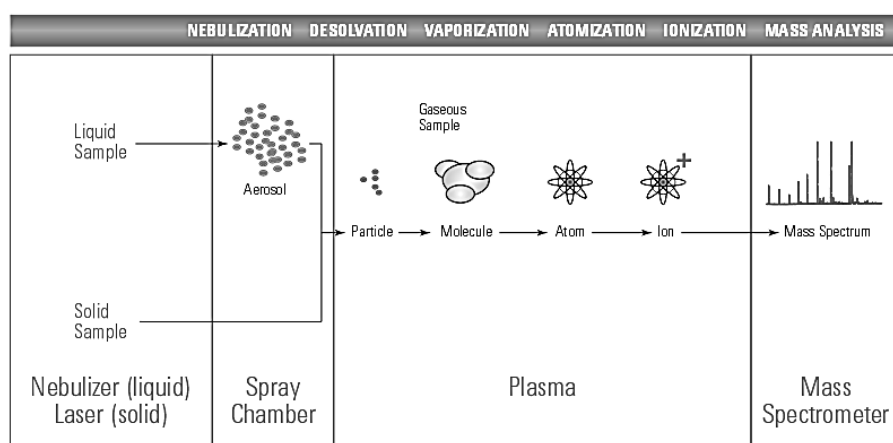 NEBULIZATION DESOLVATION VAPORIZATION ATOMIZATION IONIZATION MASS ANALYSIS
Liquid
Sample
Aerosol
Gaseous
Sample
Particle
Molecule
Atom
Ion
Mass Spectrum
Solid
Sample
Nebulizer (liquid)
Laser (solid)
Spray
Chamber
Plasma
Mass
Spectrometer